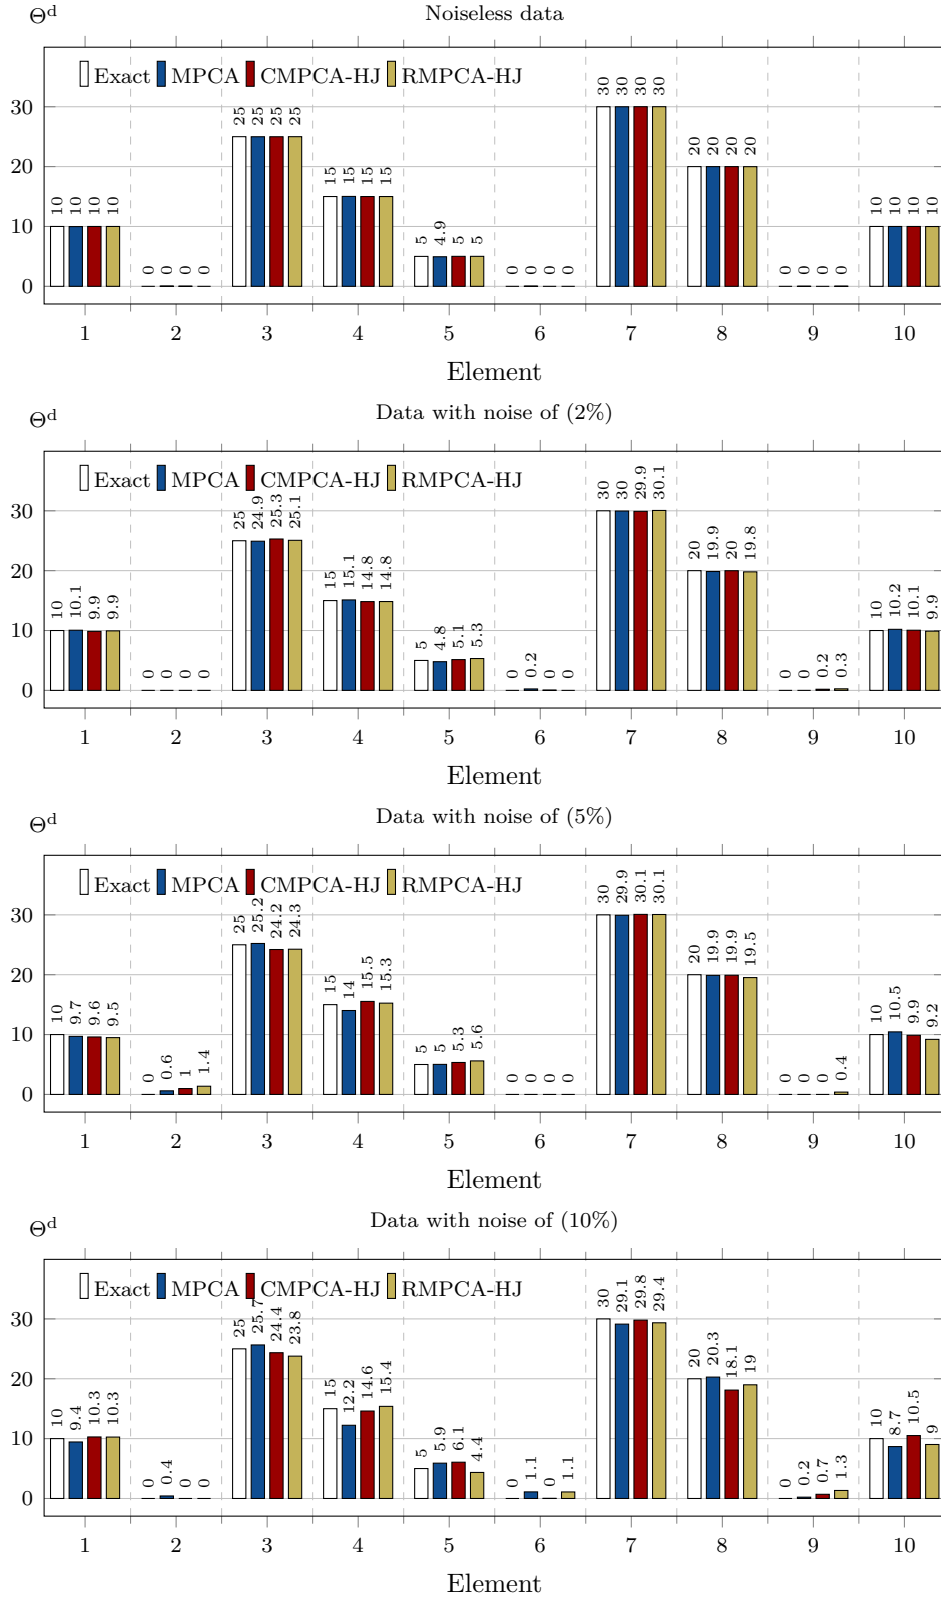 Θd
Noiseless data
Exact MPCA CMPCA-HJ RMPCA-HJ
30
20
10
0
10 10 10 10
0 0 0 0
25 25 25 25
15 15 15 15
5 4.9 5 5
0 0 0 0
30 30 30 30
20 20 20 20
0 0 0 0
10 10 10 10
1 2 3 4 5 6 7 8 9 10
Element
Θd
Data with noise of (2%)
Exact MPCA CMPCA-HJ RMPCA-HJ
30
20
10
0
10 10.1 9.9 9.9
0 0 0 0
25 24.9 25.3 25.1
15 15.1 14.8 14.8
5 4.8 5.1 5.3
0 0.2 0 0
30 30 29.9 30.1
20 19.9 20 19.8
0 0 0.2 0.3
10 10.2 10.1 9.9
1 2 3 4 5 6 7 8 9 10
Element
Θd
Data with noise of (5%)
Exact MPCA CMPCA-HJ RMPCA-HJ
30
20
10
0
10 9.7 9.6 9.5
0 0.6 1 1.4
25 25.2 24.2 24.3
15 14 15.5 15.3
5 5 5.3 5.6
0 0 0 0
30 29.9 30.1 30.1
20 19.9 19.9 19.5
0 0 0 0.4
10 10.5 9.9 9.2
1 2 3 4 5 6 7 8 9 10
Element
Θd
Data with noise of (10%)
Exact MPCA CMPCA-HJ RMPCA-HJ
30
20
10
0
10 9.4 10.3 10.3
0 0.4 0 0
25 25.7 24.4 23.8
15 12.2 14.6 15.4
5 5.9 6.1 4.4
0 1.1 0 1.1
30 29.1 29.8 29.4
20 20.3 18.1 19
0 0.2 0.7 1.3
10 8.7 10.5 9
1 2 3 4 5 6 7 8 9 10
Element